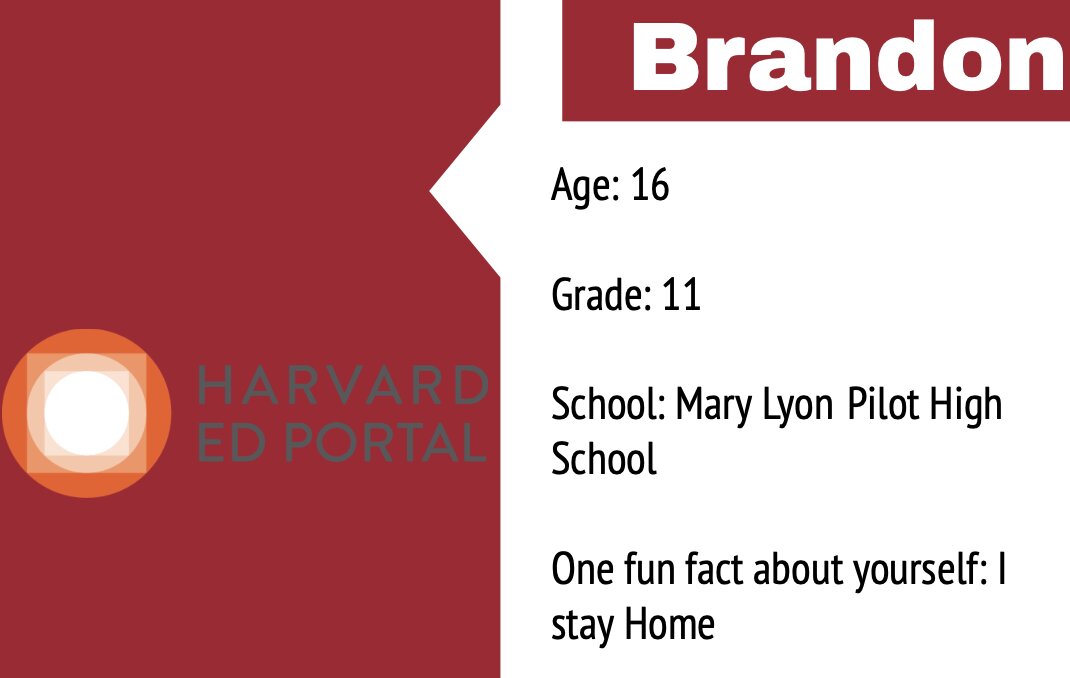 Brandon
Age: 16
Grade: 11
School: Mary Lyon Pilot High
School
One fun fact about yourself: I
stay Home
HARVARD
ED PORTAL